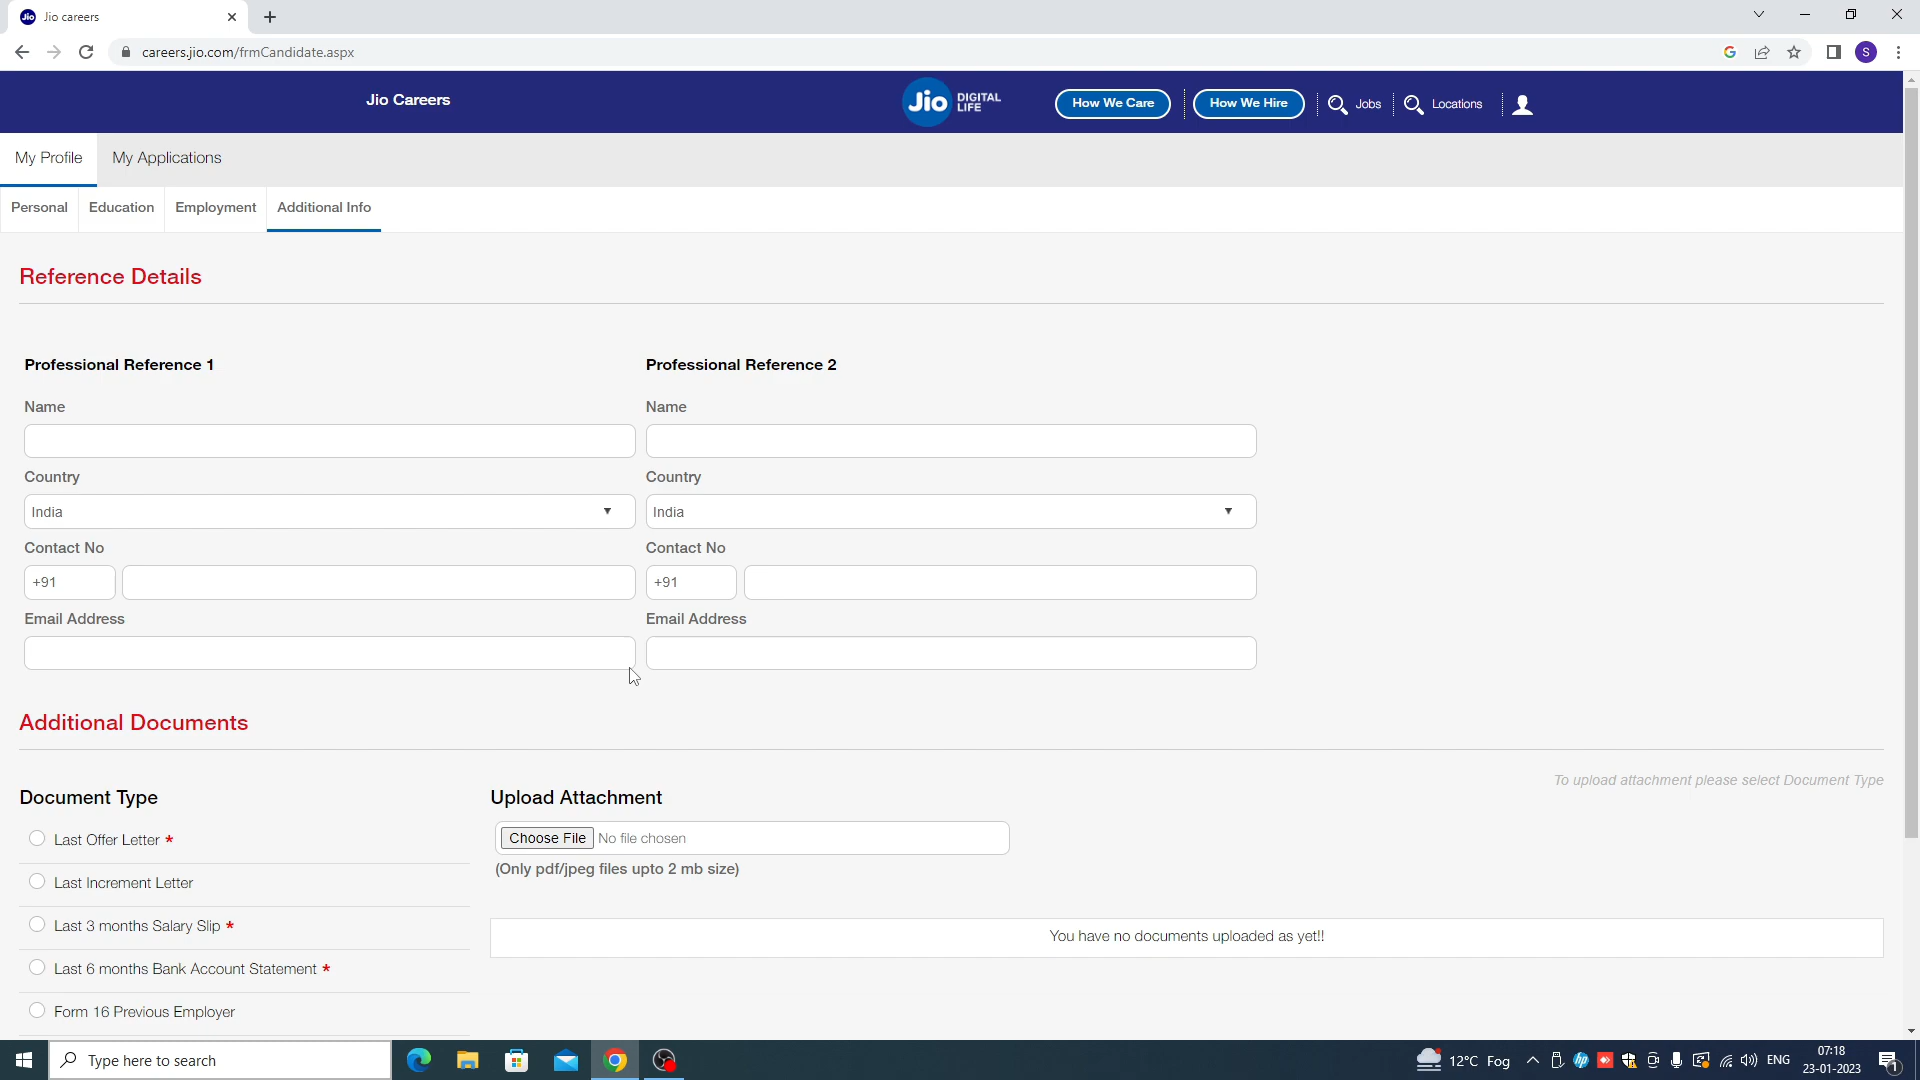 Jio careers
careers.jio.com/frmCandidate.aspx
S
Jio Careers
Jio DIGITAL LIFE
How We Care
How We Hire
Jobs
Locations
My Profile
My Applications
Personal
Education
Employment
Additional Info
Reference Details
Professional Reference 1
Professional Reference 2
Name
Name
Country
Country
India
India
Contact No
Contact No
+91
+91
Email Address
Email Address
Additional Documents
To upload attachment please select Document Type
Document Type
Upload Attachment
Last Offer Letter *
Choose File No file chosen
(Only pdf/jpeg files upto 2 mb size)
Last Increment Letter
Last 3 months Salary Slip *
You have no documents uploaded as yet!!
Last 6 months Bank Account Statement *
Form 16 Previous Employer
Type here to search
12°C Fog
ENG
07:18
23-01-2023
1